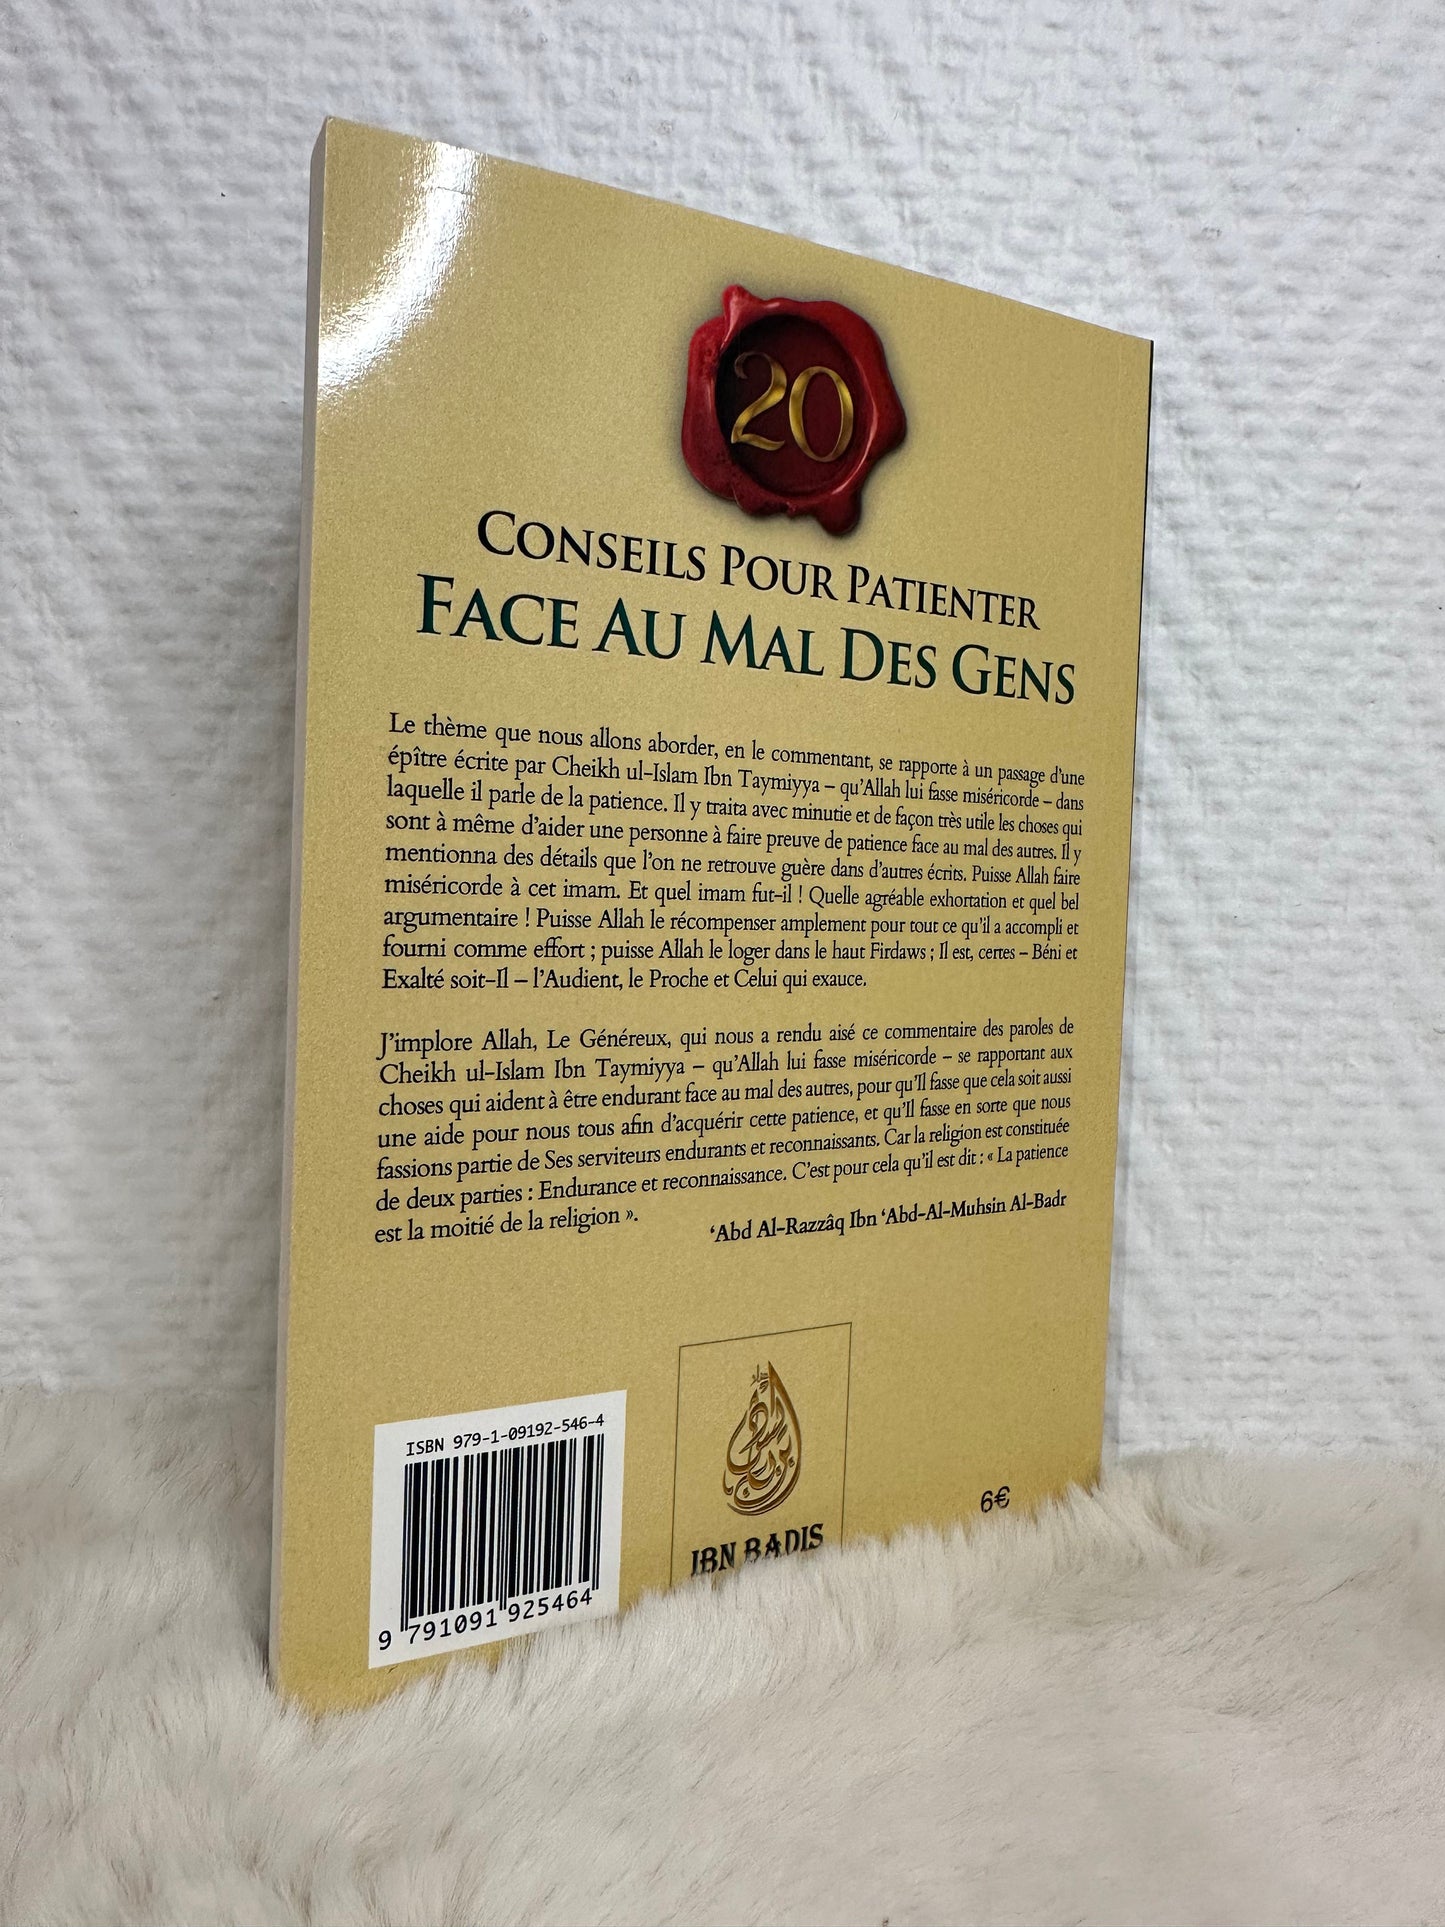 20
Conseils Pour Patienter
Face Au Mal Des Gens
Le thème que nous allons aborder, en le commentant, se rapporte à un passage d'une
épître écrite par Cheikh ul-Islam Ibn Taymiyya – qu'Allah lui fasse miséricorde – dans
laquelle il parle de la patience. Il y traita avec minutie et de façon très utile les choses qui
sont à même d'aider une personne à faire preuve de patience face au mal des autres. Il y
mentionna des détails que l'on ne retrouve guère dans d'autres écrits. Puisse Allah faire
miséricorde à cet imam. Et quel imam fut-il ! Quelle agréable exhortation et quel bel
argumentaire ! Puisse Allah le récompenser amplement pour tout ce qu'il a accompli et
fourni comme effort ; puisse Allah le loger dans le haut Firdaws ; Il est, certes – Béni et
Exalté soit-Il – l'Audient, le Proche et Celui qui exauce.
J'implore Allah, Le Généreux, qui nous a rendu aisé ce commentaire des paroles de
Cheikh ul-Islam Ibn Taymiyya – qu'Allah lui fasse miséricorde – se rapportant aux
choses qui aident à être endurant face au mal des autres, pour qu'Il fasse que cela soit aussi
une aide pour nous tous afin d'acquérir cette patience, et qu'Il fasse en sorte que nous
fassions partie de Ses serviteurs endurants et reconnaissants. Car la religion est constituée
de deux parties : Endurance et reconnaissance. C'est pour cela qu'il est dit : « La patience
est la moitié de la religion ».
'Abd Al-Razzâq Ibn 'Abd-Al-Muhsin Al-Badr
ISBN 979-1-09192-546-4
9 791091 925464
IBN BADIS
6€